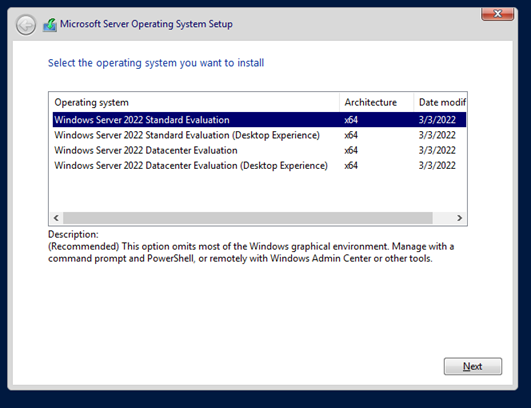 Microsoft Server Operating System Setup
Select the operating system you want to install
Operating system Architecture Date modif
Windows Server 2022 Standard Evaluation x64 3/3/2022
Windows Server 2022 Standard Evaluation (Desktop Experience) x64 3/3/2022
Windows Server 2022 Datacenter Evaluation x64 3/3/2022
Windows Server 2022 Datacenter Evaluation (Desktop Experience) x64 3/3/2022
Description:
(Recommended) This option omits most of the Windows graphical environment. Manage with a
command prompt and PowerShell, or remotely with Windows Admin Center or other tools.
Next